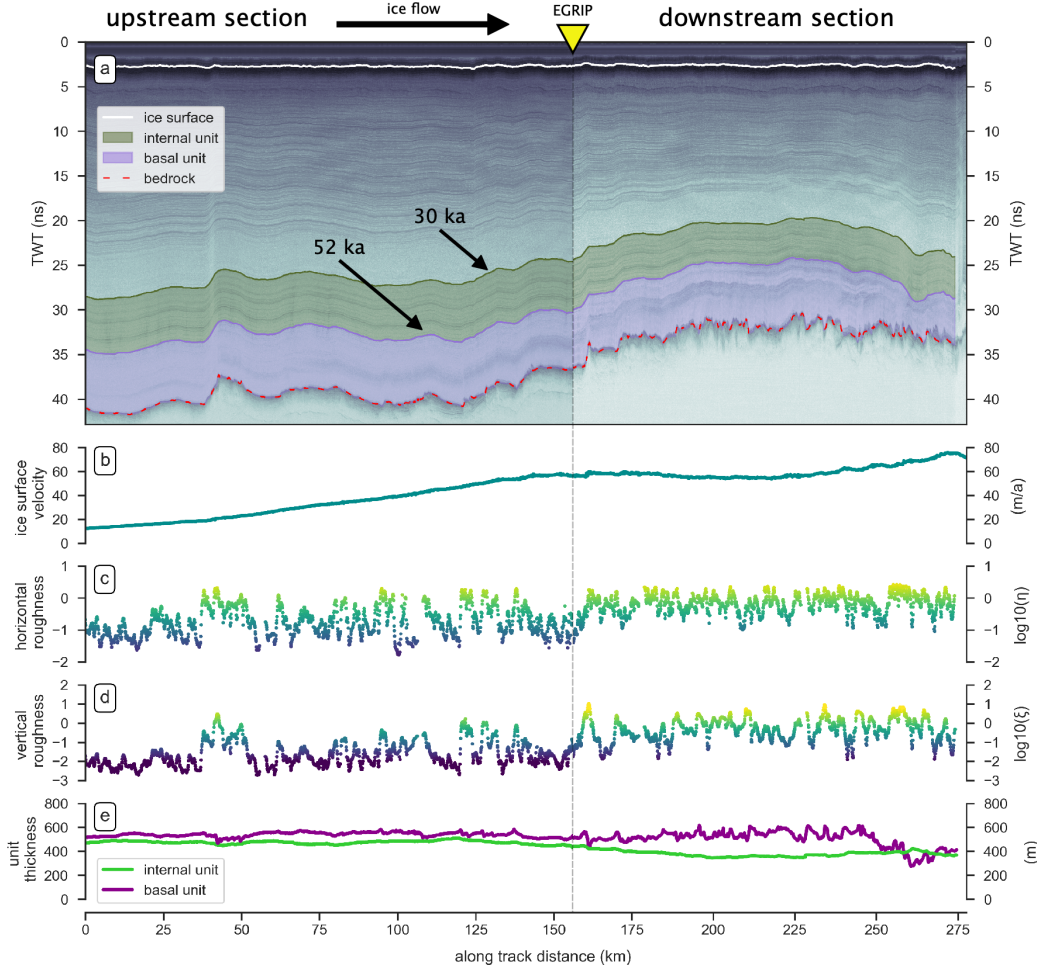 upstream section
ice flow
EGRIP
downstream section
a
ice surface
internal unit
basal unit
bedrock
30 ka
52 ka
TWT (ns)
0
5
10
15
20
25
30
35
40
TWT (ns)
0
5
10
15
20
25
30
35
40
b
ice surface
velocity
80
60
40
20
0
(m/a)
80
60
40
20
0
c
horizontal
roughness
1
0
−1
−2
log10(η)
1
0
−1
−2
d
vertical
roughness
2
1
0
−1
−2
−3
log10(ξ)
2
1
0
−1
−2
−3
e
unit
thickness
800
600
400
200
0
internal unit
basal unit
(m)
800
600
400
200
0
0
25
50
75
100
125
150
175
200
225
250
275
along track distance (km)